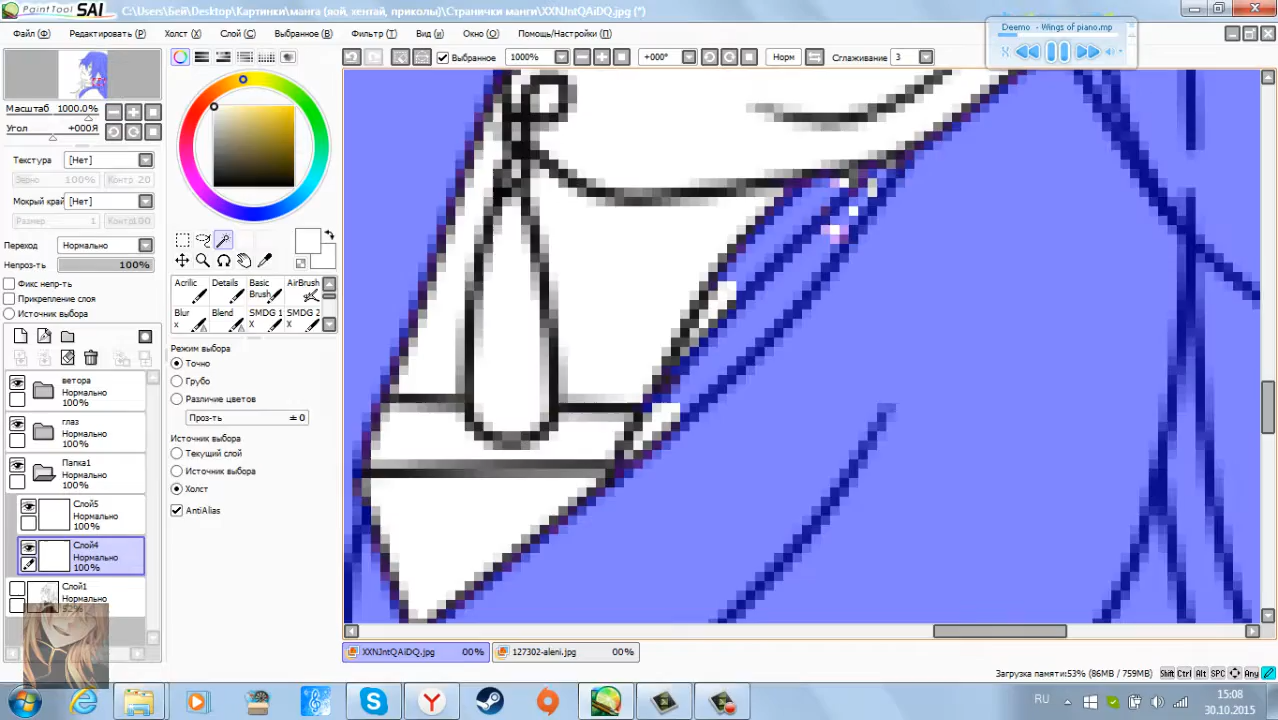 PaintTool SAI C:\Users\Бей\Desktop\Картинки\манга (вой, хентай, приколы)\Странички манги\XXNJntQAiDQ.jpg (*)
Deemo - Wings of piano.mp
Файл (F) Редактировать (E) Холст (X) Слой (C) Выбранное (B) Фильтр (T) Вид (W) Окно (O) Помощь/Настройки (П)
Выбранное 1000% +000° Норм Сглаживание 3
Масштаб 1000.0%
Угол +000Я
Текстура [Нет]
100% Контр 20
Мокрый край [Нет]
Размер 1 Контр 100
Переход Нормально
Непроз-ть 100%
Фикс непр-ть
Прикрепление слоя
Источник выбора
Acrilic Details Basic Brush AirBrush
Blur Blend SMDG 1 SMDG 2
Режим выбора
Точно
Грубо
Различие цветов
Проз-ть ± 0
Источник выбора
Текущий слой
Источник выбора
Холст
AntiAlias
ветора
Нормально
100%
глаз
Нормально
100%
Папка1
Нормально
100%
Слой5
Нормально
100%
Слой4
Нормально
100%
Слой1
Нормально
XXNJntQAiDQ.jpg 00% 127302-aleni.jpg 00%
Загрузка памяти:53% (86MB / 759MB) Shift Ctrl Alt SPC Any
RU 15:08
30.10.2015